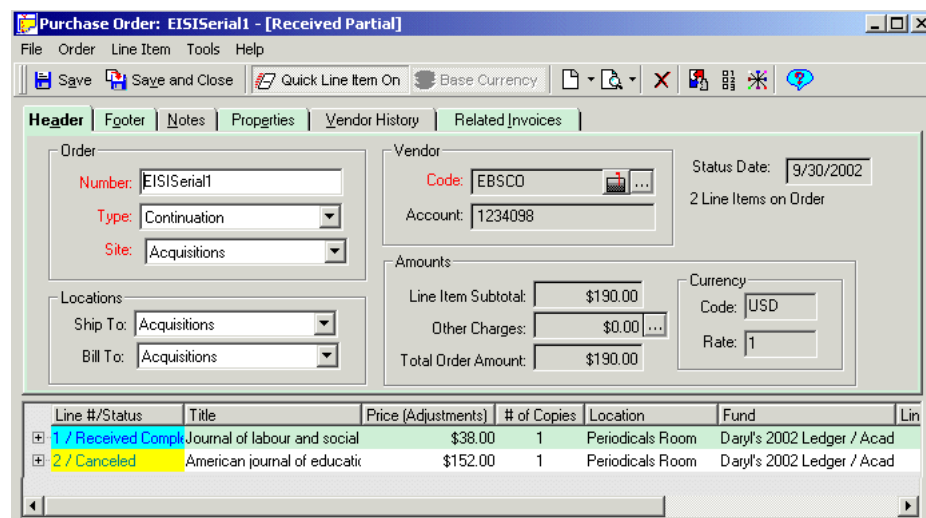 Purchase Order: EISISerial1 - [Received Partial]
File Order Line Item Tools Help
Save Save and Close Quick Line Item On Base Currency
Header Footer Notes Properties Vendor History Related Invoices
Order
Number: EISISerial1
Type: Continuation
Site: Acquisitions
Locations
Ship To: Acquisitions
Bill To: Acquisitions
Vendor
Code: EBSCO ...
Account: 1234098
Status Date: 9/30/2002
2 Line Items on Order
Amounts
Line Item Subtotal: $190.00
Other Charges: $0.00 ...
Total Order Amount: $190.00
Currency
Code: USD
Rate: 1
Line #/Status Title Price (Adjustments) # of Copies Location Fund Lin
1 / Received Comple Journal of labour and social $38.00 1 Periodicals Room Daryl's 2002 Ledger / Acad
2 / Canceled American journal of educatic $152.00 1 Periodicals Room Daryl's 2002 Ledger / Acad